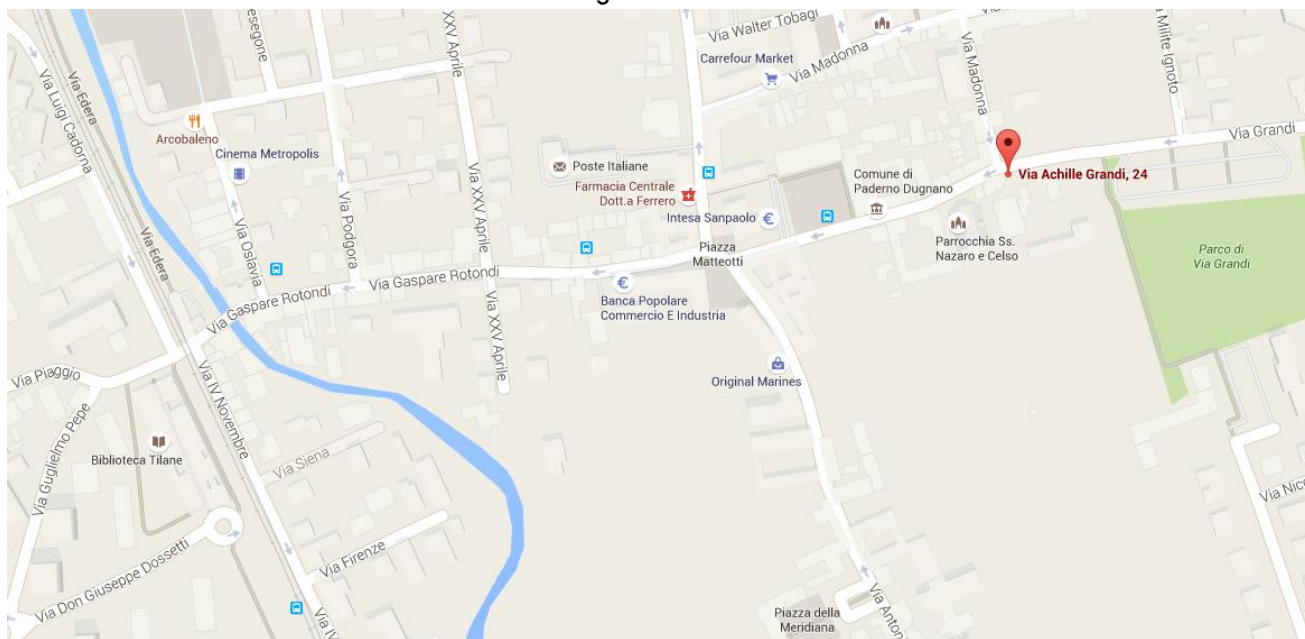 Via Walter Tobagi
Carrefour Market
Via Madonna
Via Madonna
Milite Ignoto
Via Grandi
Via XXV Aprile
Via Edera
Via Luigi Cadorna
Arcobaleno
Cinema Metropolis
Poste Italiane
Farmacia Centrale
Dott.a Ferrero
Comune di
Paderno Dugnano
Via Achille Grandi, 24
Via Podgora
Via XXV Aprile
Intesa Sanpaolo
Parrocchia Ss.
Nazaro e Celso
Via Oslavia
Via Edera
Piazza
Matteotti
Parco di
Via Grandi
Via Gaspare Rotondi
Via Gaspare Rotondi
Banca Popolare
Commercio E Industria
Via XXV Aprile
Via Piaggio
Original Marines
Via IV Novembre
Via Guglielmo Pepe
Biblioteca Tilane
Via Siena
Via Firenze
Via Don Giuseppe Dossetti
Piazza della
Meridiana